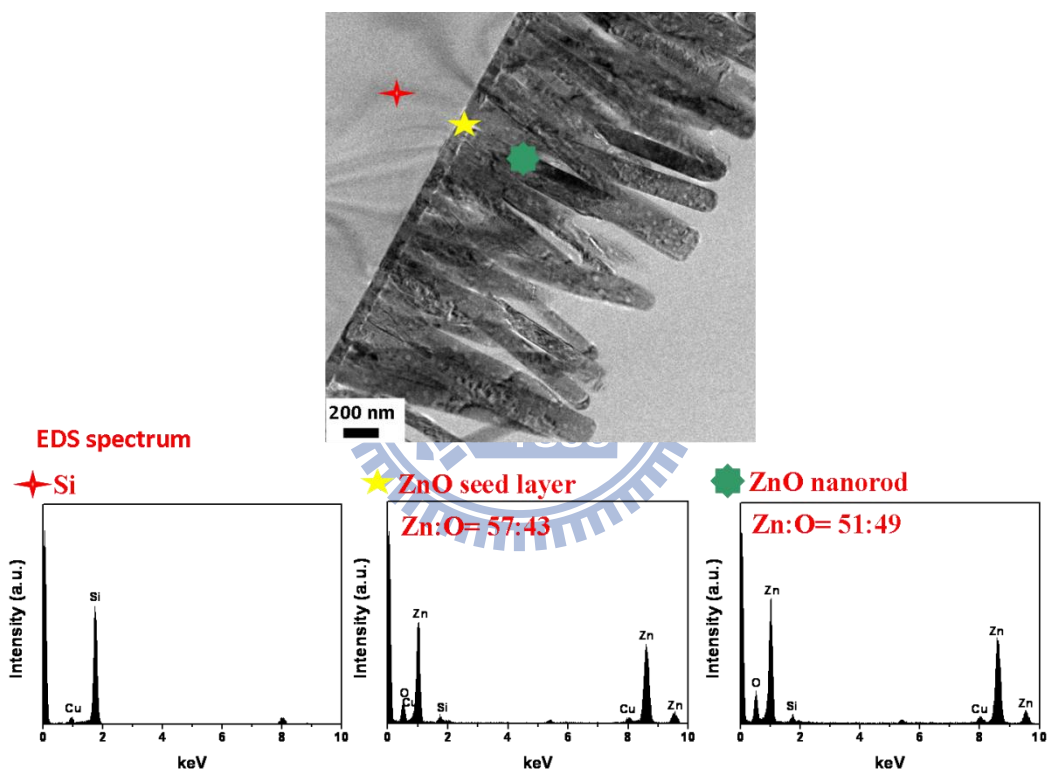 200 nm
EDS spectrum
Si
ZnO seed layer
ZnO nanorod
Zn:O= 57:43
Zn:O= 51:49
Intensity (a.u.)
Si
Cu
0 2 4 6 8 10
keV
Intensity (a.u.)
Zn
O
Cu
Si
Zn
Cu
Zn
0 2 4 6 8 10
keV
Intensity (a.u.)
Zn
O
Si
Zn
Cu
Zn
0 2 4 6 8 10
keV